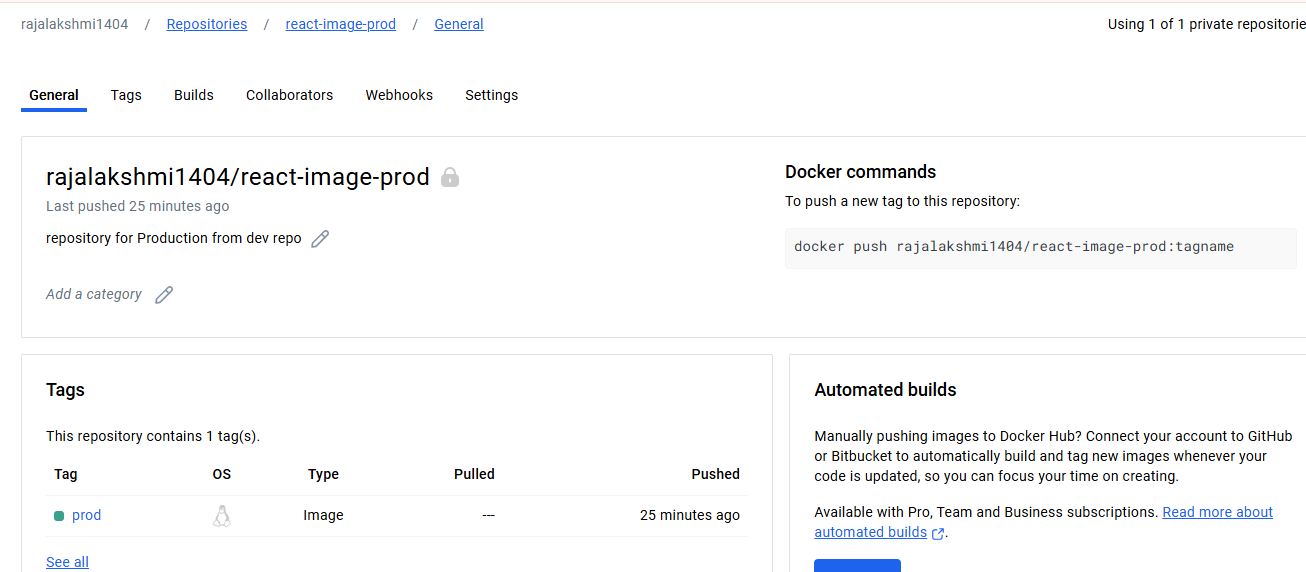 rajalakshmi1404 / Repositories / react-image-prod / General
Using 1 of 1 private repositorie
General Tags Builds Collaborators Webhooks Settings
rajalakshmi1404/react-image-prod
Last pushed 25 minutes ago
repository for Production from dev repo
Add a category
Docker commands
To push a new tag to this repository:
docker push rajalakshmi1404/react-image-prod:tagname
Tags
This repository contains 1 tag(s).
Tag OS Type Pulled Pushed
prod Image --- 25 minutes ago
See all
Automated builds
Manually pushing images to Docker Hub? Connect your account to GitHub
or Bitbucket to automatically build and tag new images whenever your
code is updated, so you can focus your time on creating.
Available with Pro, Team and Business subscriptions. Read more about
automated builds .